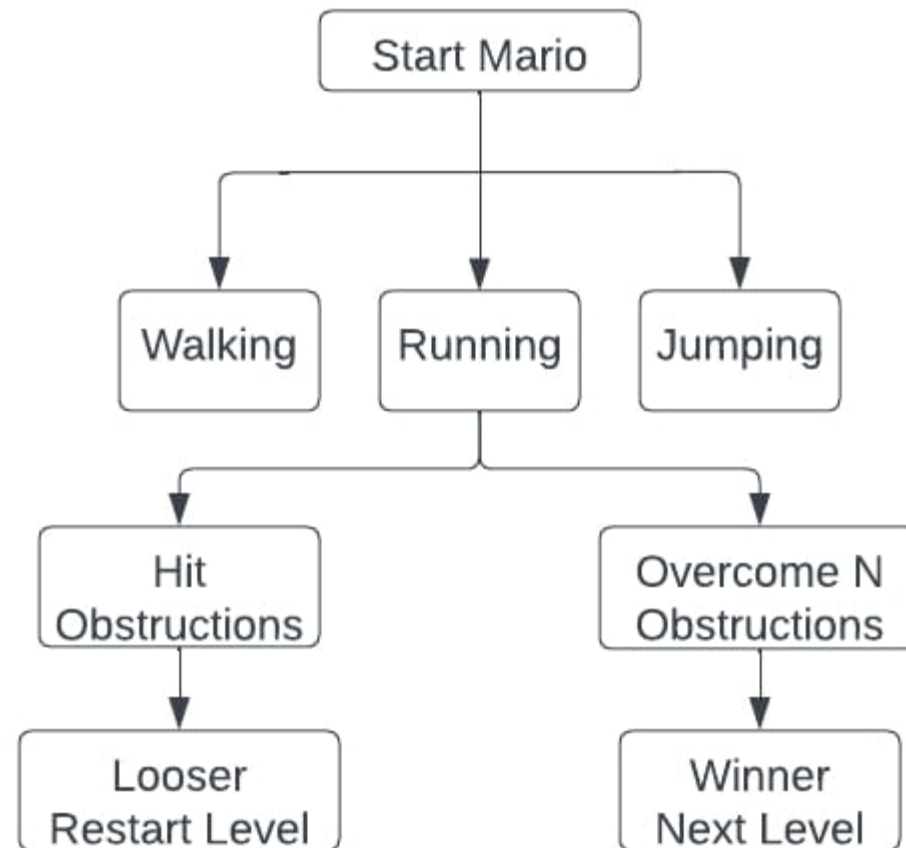 Start Mario
Walking
Running
Jumping
Hit
Obstructions
Overcome N
Obstructions
Looser
Restart Level
Winner
Next Level